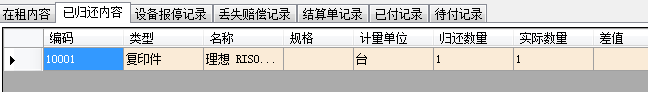 在租内容 已归还内容 设备报停记录 丢失赔偿记录 结算单记录 已付记录 待付记录
编码 类型 名称 规格 计量单位 归还数量 实际数量 差值
10001 复印件 理想 RISO... 台 1 1